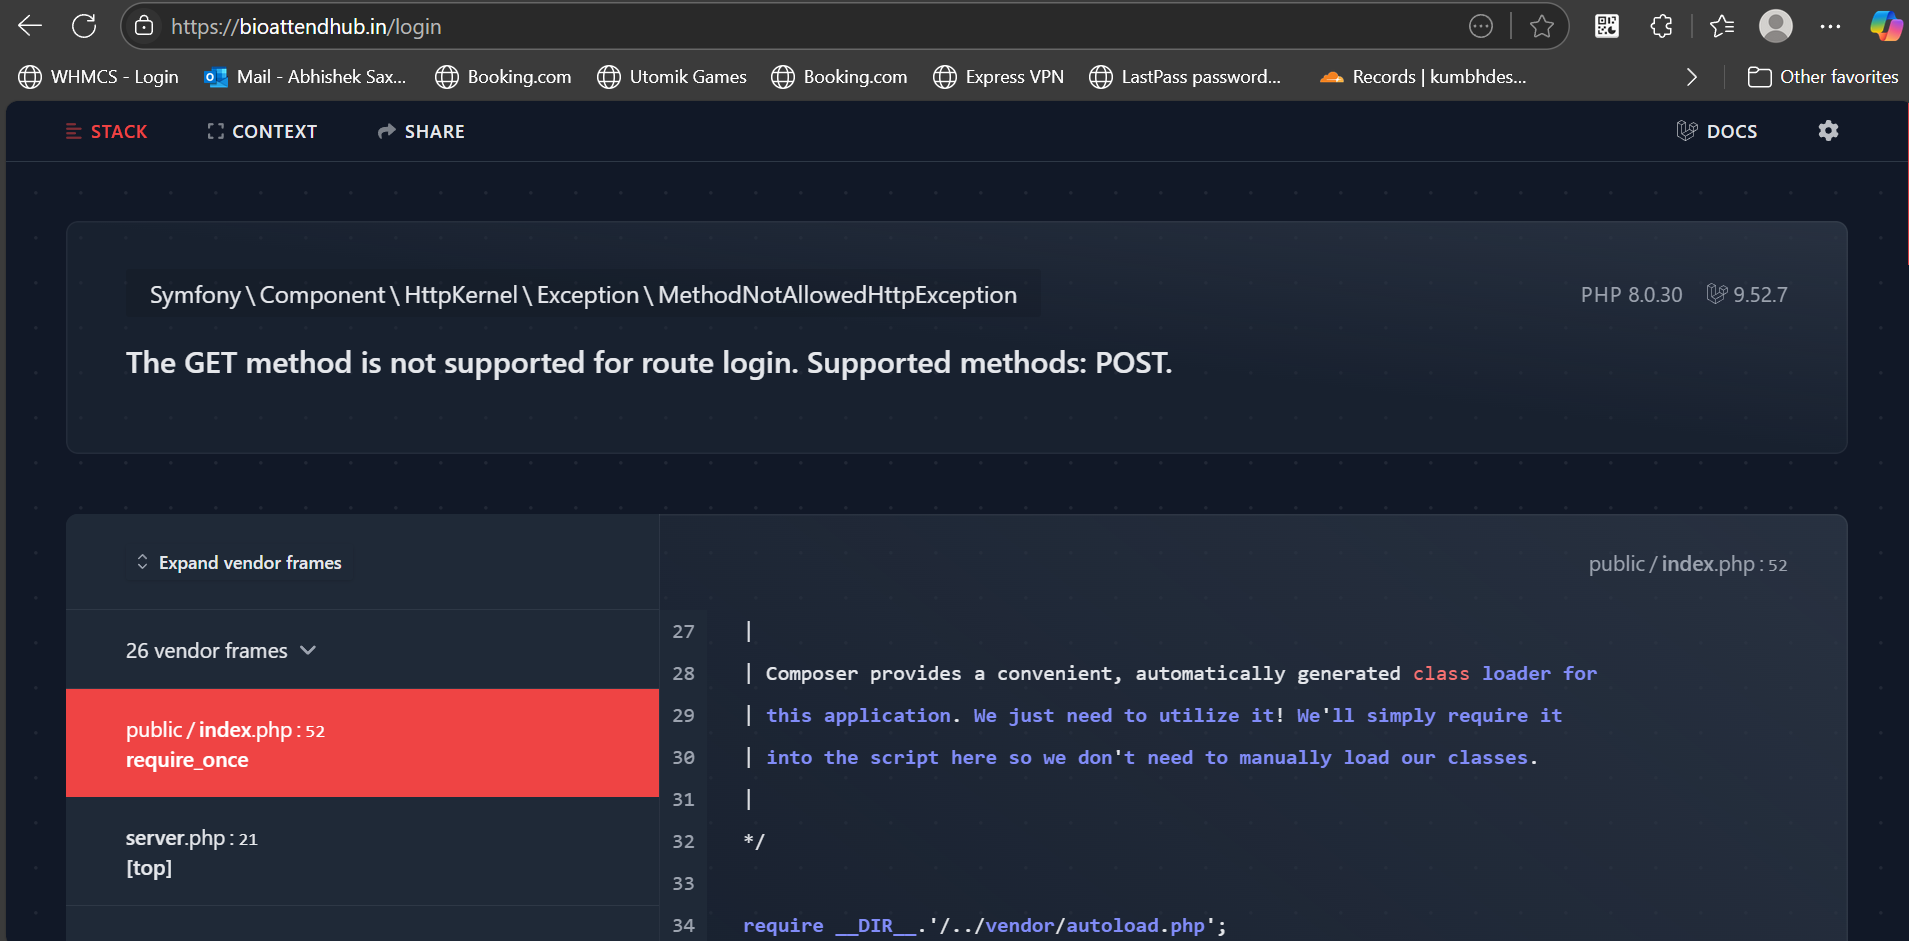 https://bioattendhub.in/login
WHMCS - Login
Mail - Abhishek Sax...
Booking.com
Utomik Games
Booking.com
Express VPN
LastPass password...
Records | kumbhdes...
Other favorites
STACK
CONTEXT
SHARE
DOCS
Symfony\Component\HttpKernel\Exception\MethodNotAllowedHttpException
PHP 8.0.30
9.52.7
The GET method is not supported for route login. Supported methods: POST.
Expand vendor frames
public/index.php:52
26 vendor frames
public/index.php:52
require_once
server.php:21
[top]
27 |
28 | Composer provides a convenient, automatically generated class loader for
29 | this application. We just need to utilize it! We'll simply require it
30 | into the script here so we don't need to manually load our classes.
31 |
32 */
33
34 require __DIR__.'/../vendor/autoload.php';